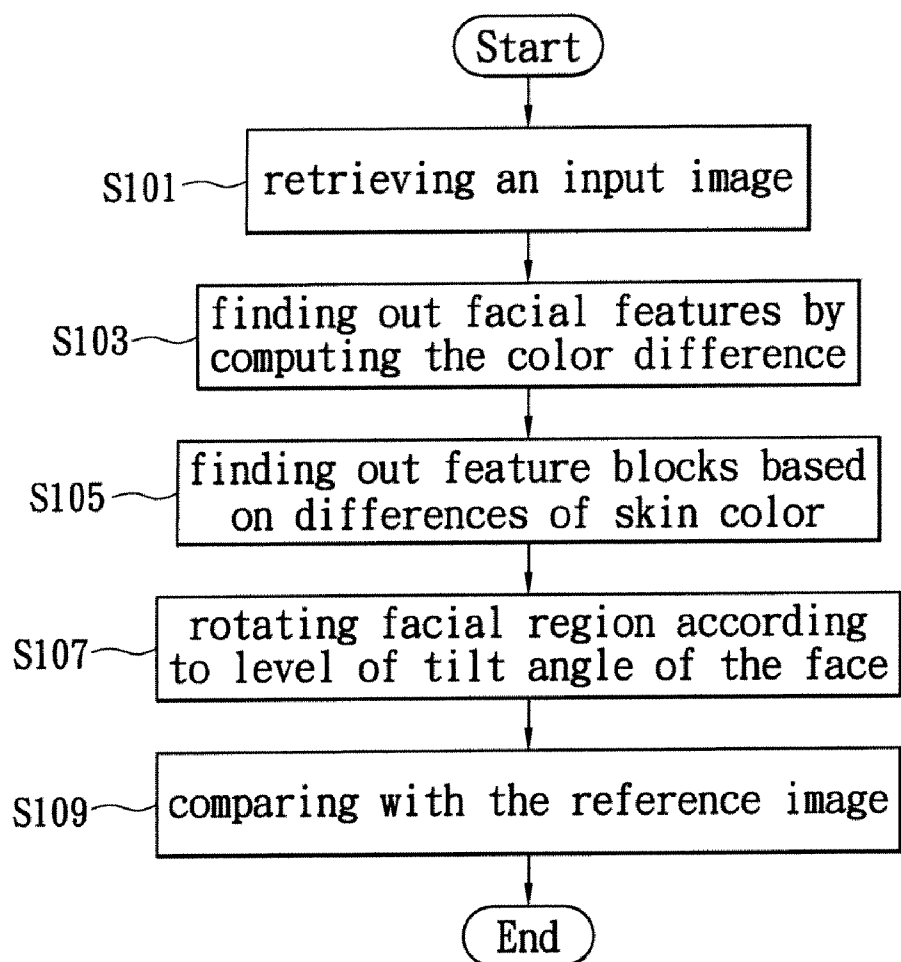 Start
S101
retrieving an input image
S103
finding out facial features by
computing the color difference
S105
finding out feature blocks based
on differences of skin color
S107
rotating facial region according
to level of tilt angle of the face
S109
comparing with the reference image
End